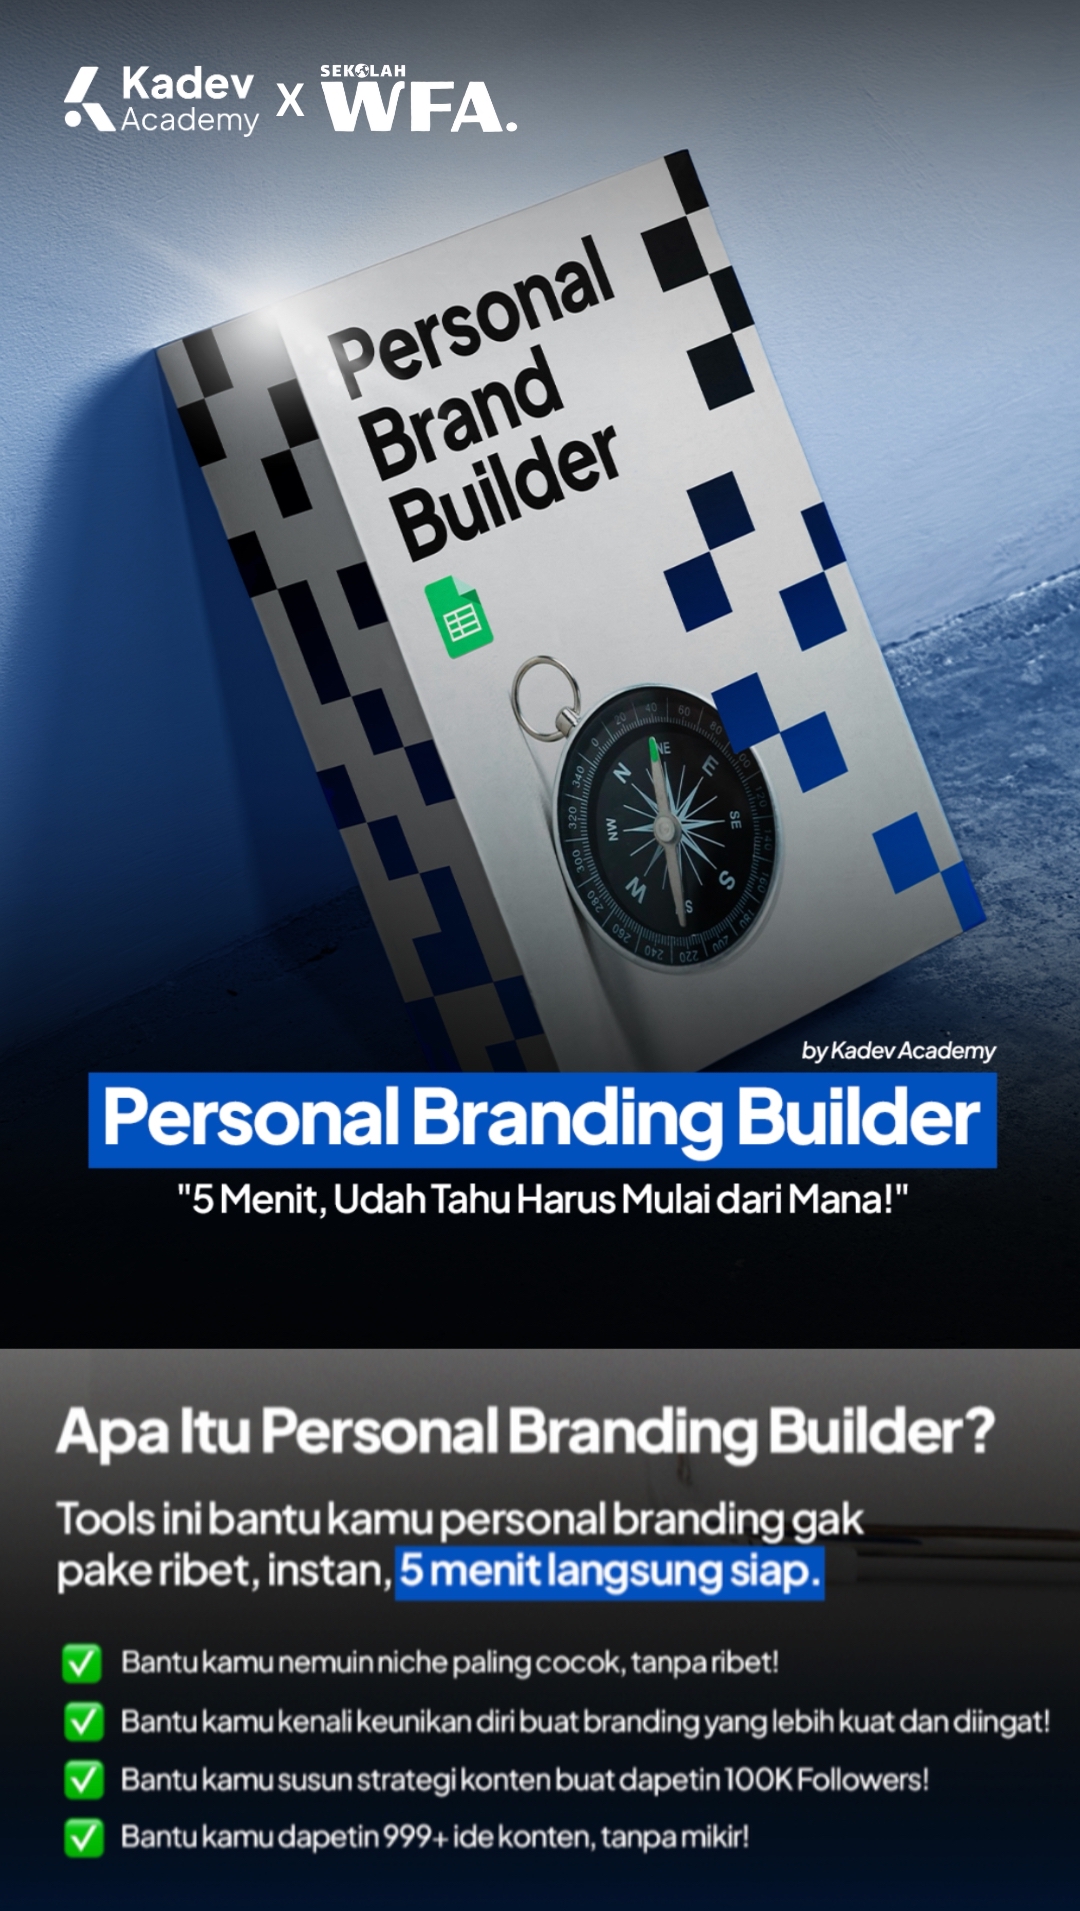 Kadev
Academy
X
SEKOLAH
WFA.
Personal
Brand
Builder
by Kadev Academy
Personal Branding Builder
"5 Menit, Udah Tahu Harus Mulai dari Mana!"
Apa Itu Personal Branding Builder?
Tools ini bantu kamu personal branding gak
pake ribet, instan, 5 menit langsung siap.
✅ Bantu kamu nemuin niche paling cocok, tanpa ribet!
✅ Bantu kamu kenali keunikan diri buat branding yang lebih kuat dan diingat!
✅ Bantu kamu susun strategi konten buat dapetin 100K Followers!
✅ Bantu kamu dapetin 999+ ide konten, tanpa mikir!